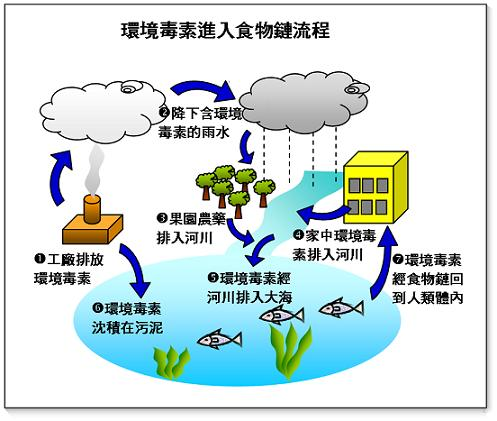 環境毒素進入食物鏈流程
❷降下含環境
毒素的雨水
❸果園農藥
排入河川
❹家中環境毒
素排入河川
❶工廠排放
環境毒素
❺環境毒素經
河川排入大海
❼環境毒素
經食物鏈回
到人類體內
❻環境毒素
沈積在污泥